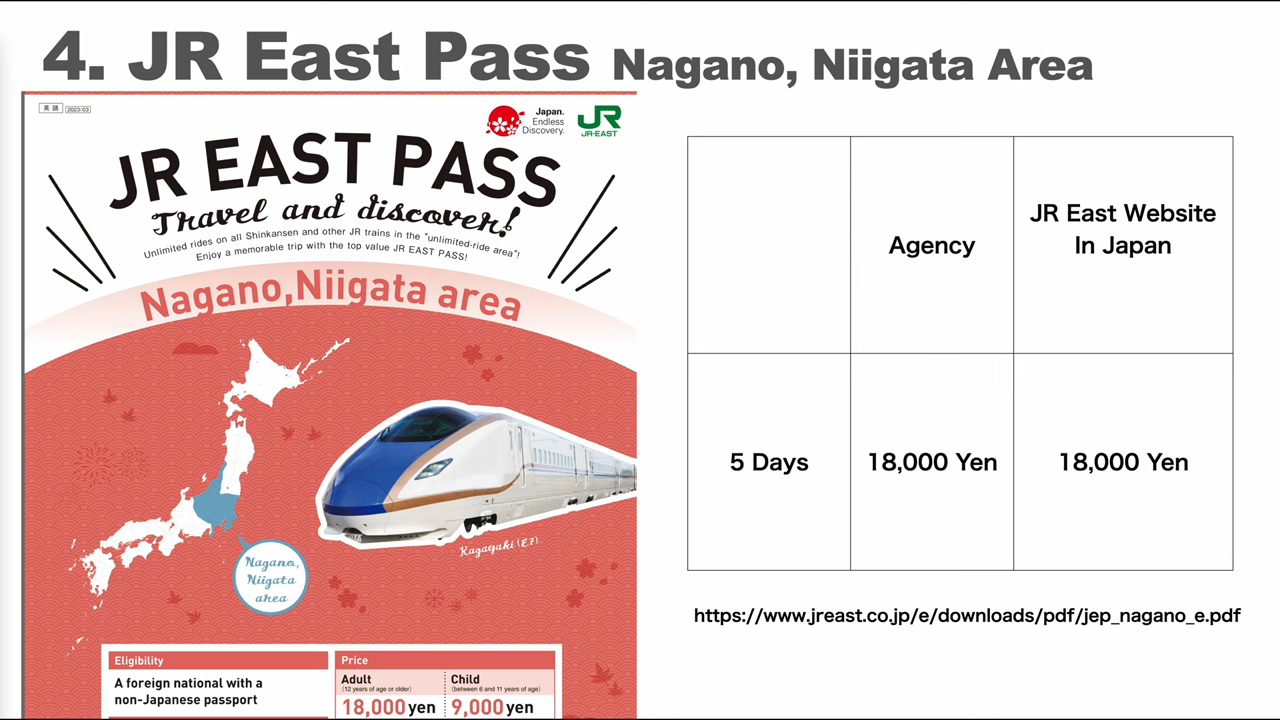 4. JR East Pass Nagano, Niigata Area
英語 2023/03
Japan.
Endless
Discovery.
JR
JR-EAST
JR EAST PASS
Travel and discover!
Unlimited rides on all Shinkansen and other JR trains in the "unlimited-ride area"!
Enjoy a memorable trip with the top value JR EAST PASS!
Nagano,Niigata area
Kagayaki (E7)
Nagano,
Niigata
area
Eligibility
A foreign national with a
non-Japanese passport
Price
Adult
(12 years of age or older)
18,000 yen
Child
(between 6 and 11 years of age)
9,000 yen
Agency
JR East Website
In Japan
5 Days
18,000 Yen
18,000 Yen
https://www.jreast.co.jp/e/downloads/pdf/jep_nagano_e.pdf